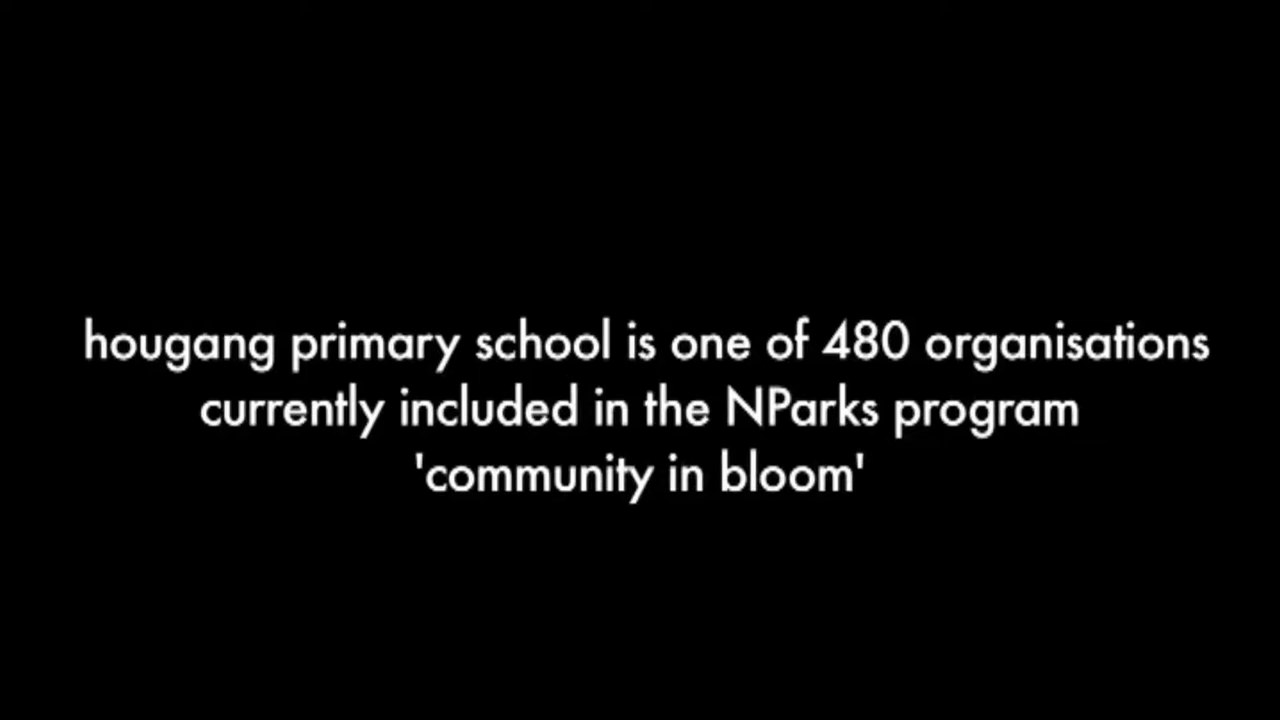 hougang primary school is one of 480 organisations
currently included in the NParks program
'community in bloom'